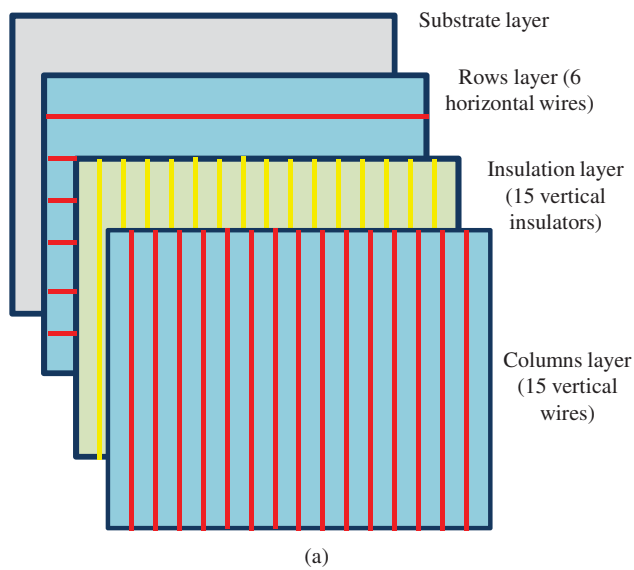 Substrate layer
Rows layer (6
horizontal wires)
Insulation layer
(15 vertical
insulators)
Columns layer
(15 vertical
wires)
(a)